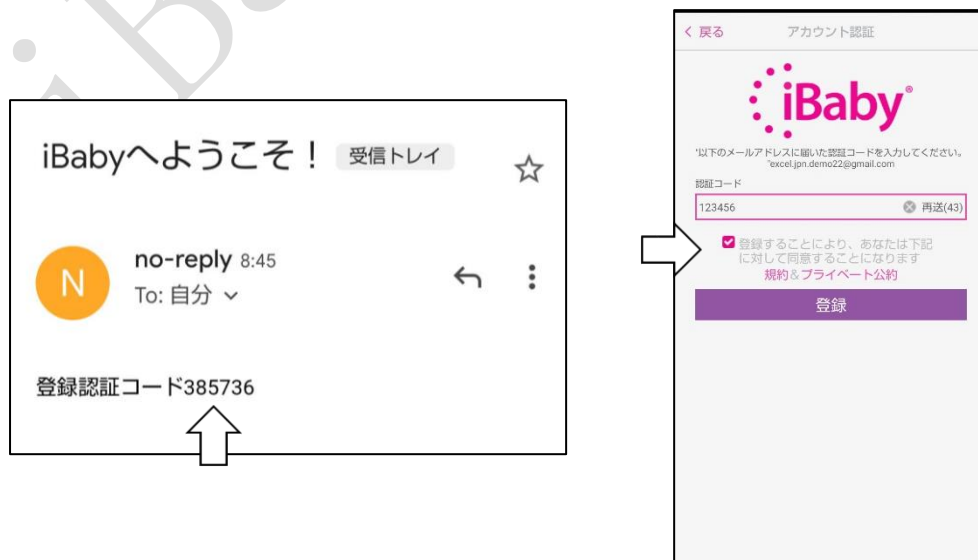 iBabyへようこそ！ 受信トレイ
N
no-reply 8:45
To: 自分
登録認証コード385736
戻る アカウント認証
iBaby®
"以下のメールアドレスに届いた認証コードを入力してください。
"excel.jpn.demo22@gmail.com
認証コード
123456 再送(43)
登録することにより、あなたは下記
に対して同意することになります
規約&プライベート公約
登録